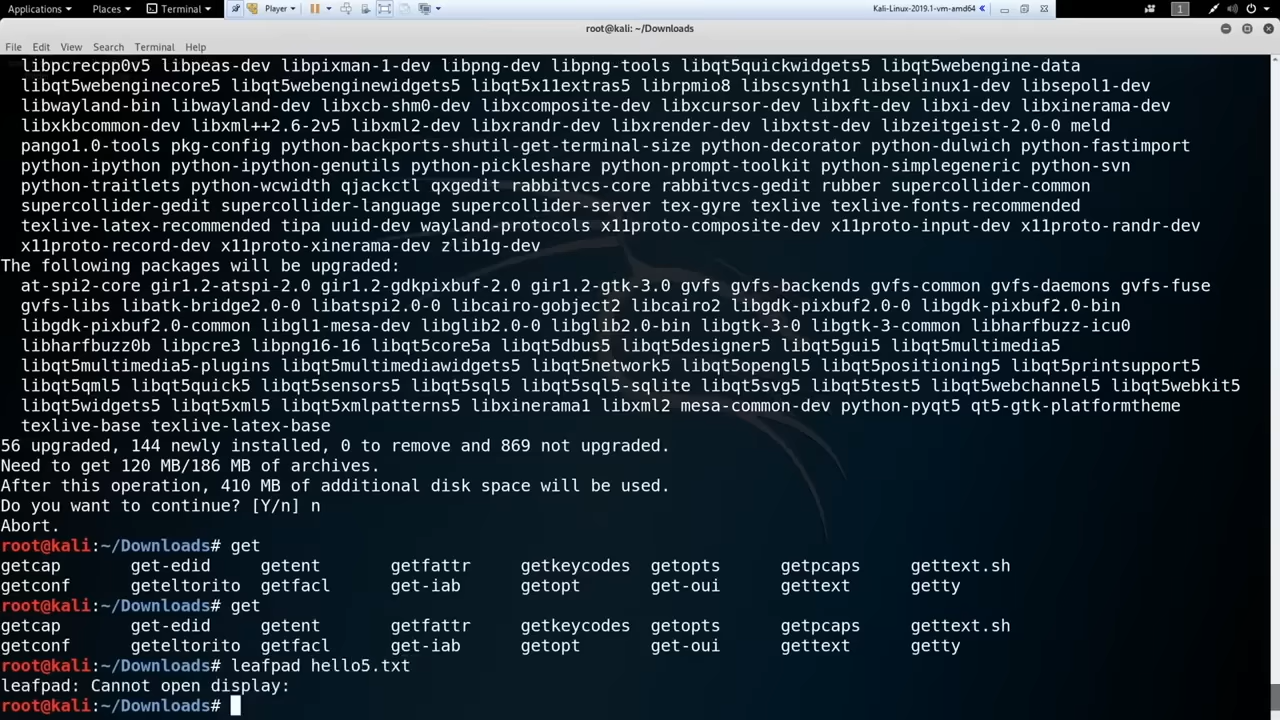 Applications Places Terminal Player Kali-Linux-2019.1-vm-amd64 1
root@kali: ~/Downloads
File Edit View Search Terminal Help
libpcrecpp0v5 libpeas-dev libpixman-1-dev libpng-dev libpng-tools libqt5quickwidgets5 libqt5webengine-data
libqt5webenginecore5 libqt5webenginewidgets5 libqt5x11extras5 librpmio8 libscsynth1 libselinux1-dev libsepol1-dev
libwayland-bin libwayland-dev libxcb-shm0-dev libxcomposite-dev libxcursor-dev libxft-dev libxi-dev libxinerama-dev
libxkbcommon-dev libxml++2.6-2v5 libxml2-dev libxrandr-dev libxrender-dev libxtst-dev libzeitgeist-2.0-0 meld
pango1.0-tools pkg-config python-backports-shutil-get-terminal-size python-decorator python-dulwich python-fastimport
python-ipython python-ipython-genutils python-pickleshare python-prompt-toolkit python-simplegeneric python-svn
python-traitlets python-wcwidth qjackctl qxgedit rabbitvcs-core rabbitvcs-gedit rubber supercollider-common
supercollider-gedit supercollider-language supercollider-server tex-gyre texlive texlive-fonts-recommended
texlive-latex-recommended tipa uuid-dev wayland-protocols x11proto-composite-dev x11proto-input-dev x11proto-randr-dev
x11proto-record-dev x11proto-xinerama-dev zlib1g-dev
The following packages will be upgraded:
at-spi2-core gir1.2-atspi-2.0 gir1.2-gdkpixbuf-2.0 gir1.2-gtk-3.0 gvfs gvfs-backends gvfs-common gvfs-daemons gvfs-fuse
gvfs-libs libatk-bridge2.0-0 libatspi2.0-0 libcairo-gobject2 libcairo2 libgdk-pixbuf2.0-0 libgdk-pixbuf2.0-bin
libgdk-pixbuf2.0-common libgl1-mesa-dev libglib2.0-0 libglib2.0-bin libgtk-3-0 libgtk-3-common libharfbuzz-icu0
libharfbuzz0b libpcre3 libpng16-16 libqt5core5a libqt5dbus5 libqt5designer5 libqt5gui5 libqt5multimedia5
libqt5multimedia5-plugins libqt5multimediawidgets5 libqt5network5 libqt5opengl5 libqt5positioning5 libqt5printsupport5
libqt5qml5 libqt5quick5 libqt5sensors5 libqt5sql5 libqt5sql5-sqlite libqt5svg5 libqt5test5 libqt5webchannel5 libqt5webkit5
libqt5widgets5 libqt5xml5 libqt5xmlpatterns5 libxinerama1 libxml2 mesa-common-dev python-pyqt5 qt5-gtk-platformtheme
texlive-base texlive-latex-base
56 upgraded, 144 newly installed, 0 to remove and 869 not upgraded.
Need to get 120 MB/186 MB of archives.
After this operation, 410 MB of additional disk space will be used.
Do you want to continue? [Y/n] n
Abort.
root@kali:~/Downloads# get
getcap get-edid getent getfattr getkeycodes getopts getpcaps gettext.sh
getconf geteltorito getfacl get-iab getopt get-oui gettext getty
root@kali:~/Downloads# get
getcap get-edid getent getfattr getkeycodes getopts getpcaps gettext.sh
getconf geteltorito getfacl get-iab getopt get-oui gettext getty
root@kali:~/Downloads# leafpad hello5.txt
leafpad: Cannot open display:
root@kali:~/Downloads#